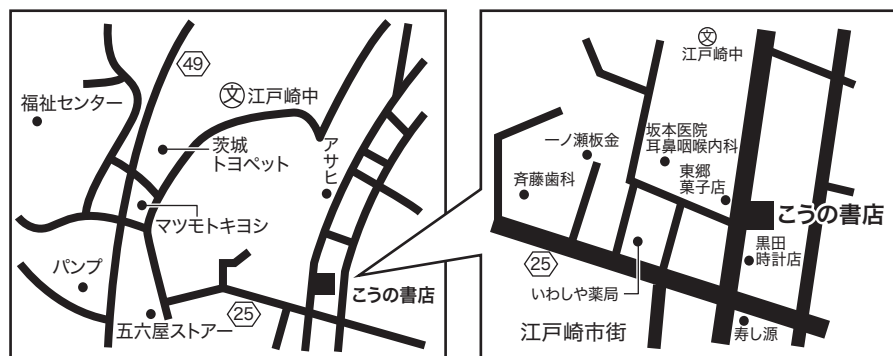 49
文 江戸崎中
福祉センター
茨城
トヨペット
アサヒ
マツモトキヨシ
パンプ
こうの書店
25
五六屋ストアー
文
江戸崎中
坂本医院
耳鼻咽喉内科
一ノ瀬板金
東郷
菓子店
斉藤歯科
こうの書店
黒田
時計店
25
いわしや薬局
江戸崎市街
寿し源